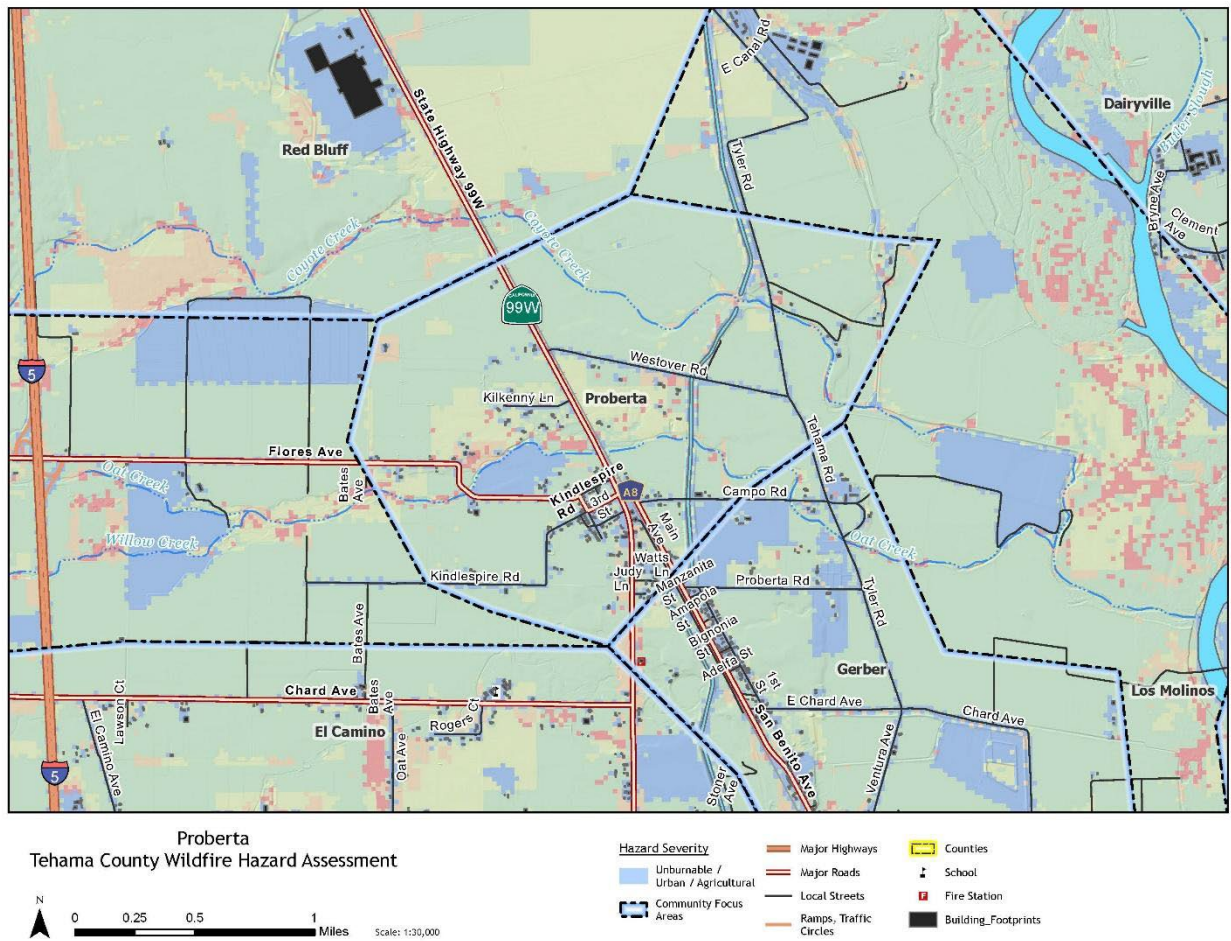 E Canal Rd
Dairyville
Butler Slough
State Highway 99W
Red Bluff
Tyler Rd
Bryne Ave
Clement
Ave
Coyote Creek
Coyote Creek
CALIFORNIA
99W
5
Westover Rd
Kilkenny Ln
Proberta
Tehama Rd
Flores Ave
Bates
Ave
Oat Creek
Kindlespire
Rd
3rd
St
A8
Campo Rd
Main
Ave
Willow Creek
Oat Creek
Watts
Ln
Judy
Ln
Kindlespire Rd
Manzanita
St
Proberta Rd
Amapola
St
Tyler Rd
Bignonia
St
Adelfa St
Bates Ave
1st
St
Gerber
Chard Ave
Los Molinos
Lawson Ct
Bates
Ave
Rogers Ct
E Chard Ave
Chard Ave
El Camino
El Camino Ave
Oat Ave
San Benito Ave
Ventura Ave
Stoner
Ave
5
Proberta
Tehama County Wildfire Hazard Assessment
N
0 0.25 0.5 1
Miles
Scale: 1:30,000
Hazard Severity
Unburnable /
Urban / Agricultural
Community Focus
Areas
Major Highways
Major Roads
Local Streets
Ramps, Traffic
Circles
Counties
School
F
Fire Station
Building_Footprints